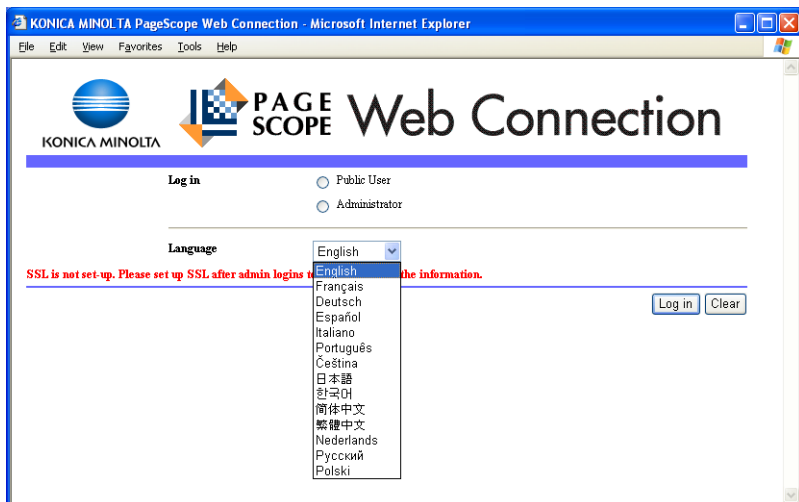 KONICA MINOLTA PageScope Web Connection - Microsoft Internet Explorer
File Edit View Favorites Tools Help
KONICA MINOLTA
PAGE SCOPE Web Connection
Log in
Public User
Administrator
Language
English
SSL is not set-up. Please set up SSL after admin logins the information.
English
Français
Deutsch
Español
Italiano
Português
Čeština
日本語
한국어
简体中文
繁體中文
Nederlands
Русский
Polski
Log in Clear